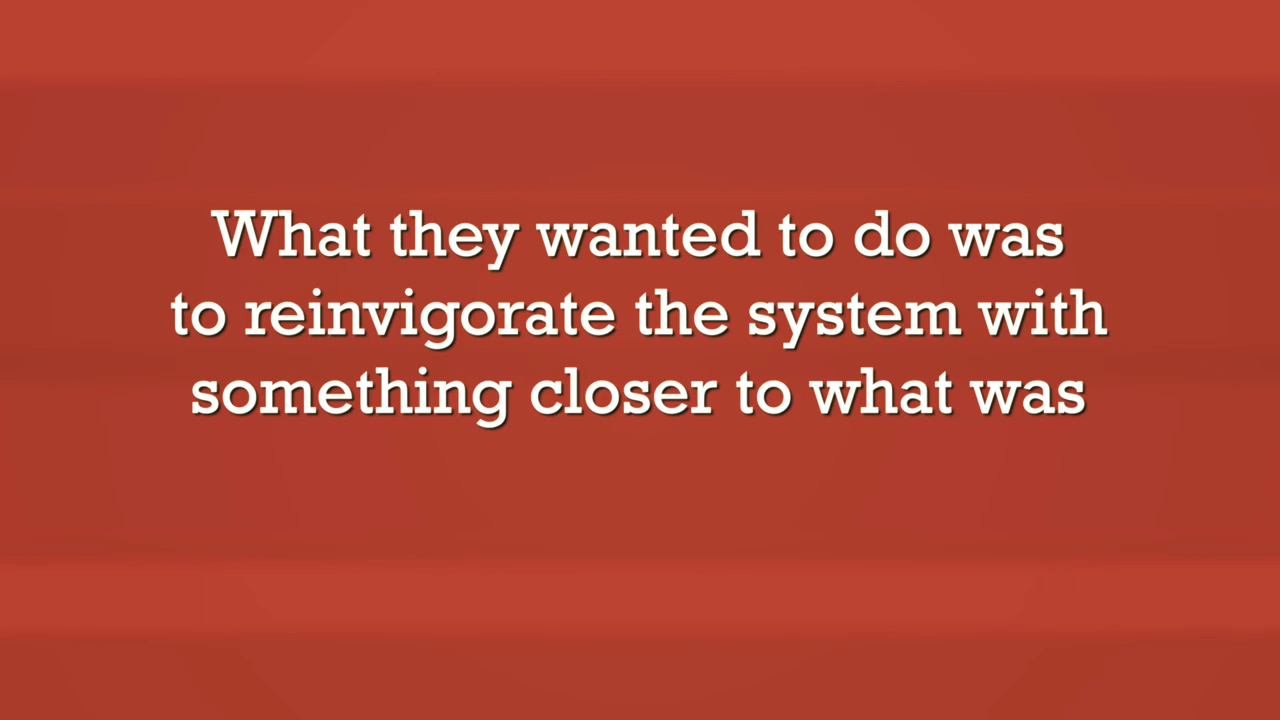 What they wanted to do was
to reinvigorate the system with
something closer to what was